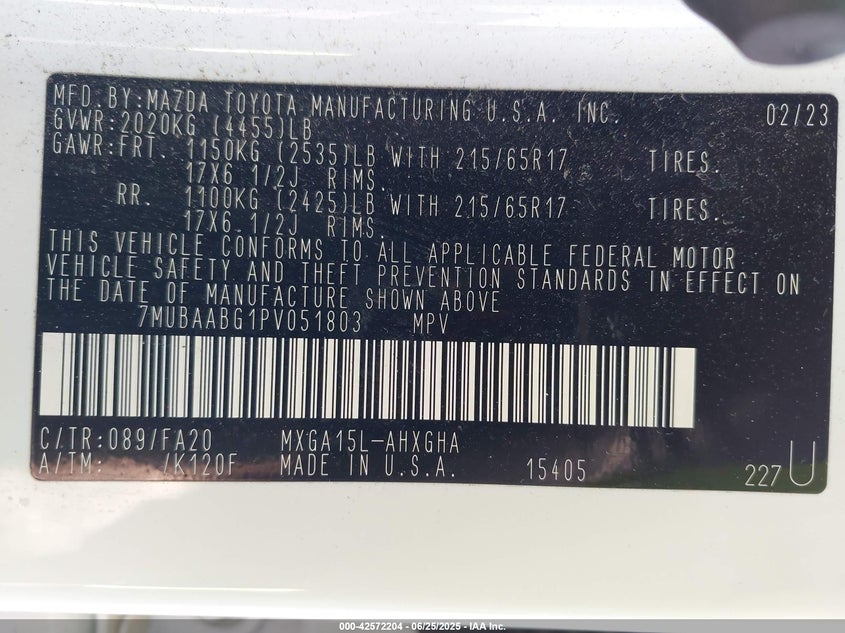 MFD. BY: MAZDA TOYOTA MANUFACTURING U.S.A. INC. 02/23
GVWR: 2020KG (4455)LB
GAWR: FRT. 1150KG (2535)LB WITH 215/65R17 TIRES.
17X6 1/2J RIMS.
RR. 1100KG (2425)LB WITH 215/65R17 TIRES.
17X6 1/2J RIMS.
THIS VEHICLE CONFORMS TO ALL APPLICABLE FEDERAL MOTOR
VEHICLE SAFETY AND THEFT PREVENTION STANDARDS IN EFFECT ON
THE DATE OF MANUFACTURE SHOWN ABOVE
7MUBAABG1PV051803 MPV
C/TR: 089/FA20 MXGA15L-AHXGHA
A/TM: /K120F MADE IN U.S.A. 15405 227 U
000-42572204 - 06/25/2025 - IAA Inc.